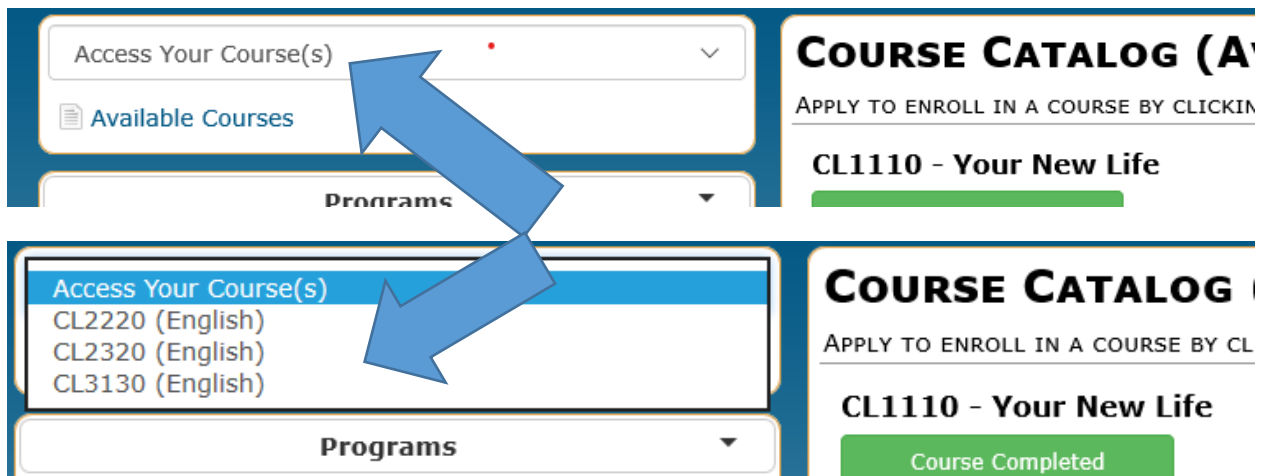 Access Your Course(s)
Available Courses
Programs
COURSE CATALOG (A
APPLY TO ENROLL IN A COURSE BY CLICKIN
CL1110 - Your New Life
Access Your Course(s)
CL2220 (English)
CL2320 (English)
CL3130 (English)
Programs
COURSE CATALOG
APPLY TO ENROLL IN A COURSE BY CL
CL1110 - Your New Life
Course Completed